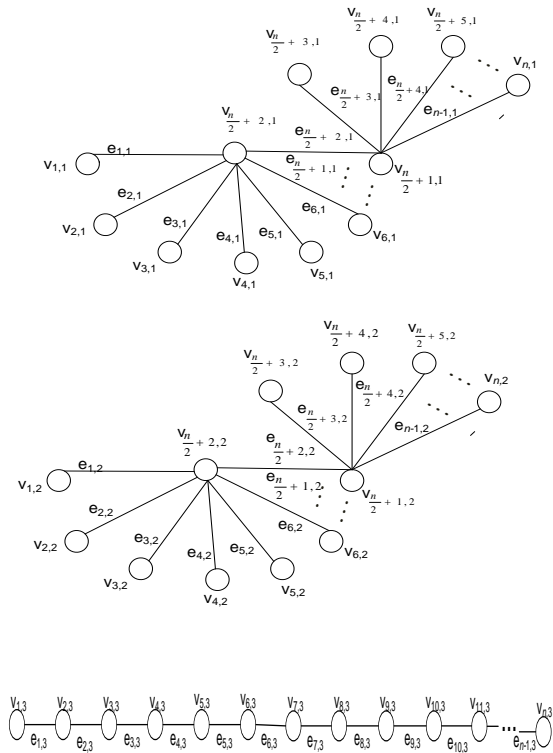 v_{n/2 + 4, 1} v_{n/2 + 5, 1}
v_{n/2 + 3, 1} v_{n,1}
e_{n/2 + 3, 1} e_{n/2 + 4, 1} e_{n-1,1}
v_{n/2 + 2, 1}
e_{n/2 + 2, 1}
v_{1,1} e_{1,1} e_{n/2 + 1, 1} v_{n/2 + 1, 1}
e_{2,1} e_{6,1}
v_{2,1} e_{3,1} e_{4,1} e_{5,1} v_{6,1}
v_{3,1} v_{4,1} v_{5,1}
v_{n/2 + 4, 2} v_{n/2 + 5, 2}
v_{n/2 + 3, 2} v_{n,2}
e_{n/2 + 3, 2} e_{n/2 + 4, 2} e_{n-1,2}
v_{n/2 + 2, 2}
e_{n/2 + 2, 2}
v_{1,2} e_{1,2} e_{n/2 + 1, 2} v_{n/2 + 1, 2}
e_{2,2} e_{6,2}
v_{2,2} e_{3,2} e_{4,2} e_{5,2} v_{6,2}
v_{3,2} v_{4,2} v_{5,2}
v_{1,3} v_{2,3} v_{3,3} v_{4,3} v_{5,3} v_{6,3} v_{7,3} v_{8,3} v_{9,3} v_{10,3} v_{11,3} v_{n,3}
e_{1,3} e_{2,3} e_{3,3} e_{4,3} e_{5,3} e_{6,3} e_{7,3} e_{8,3} e_{9,3} e_{10,3} e_{n-1,3}